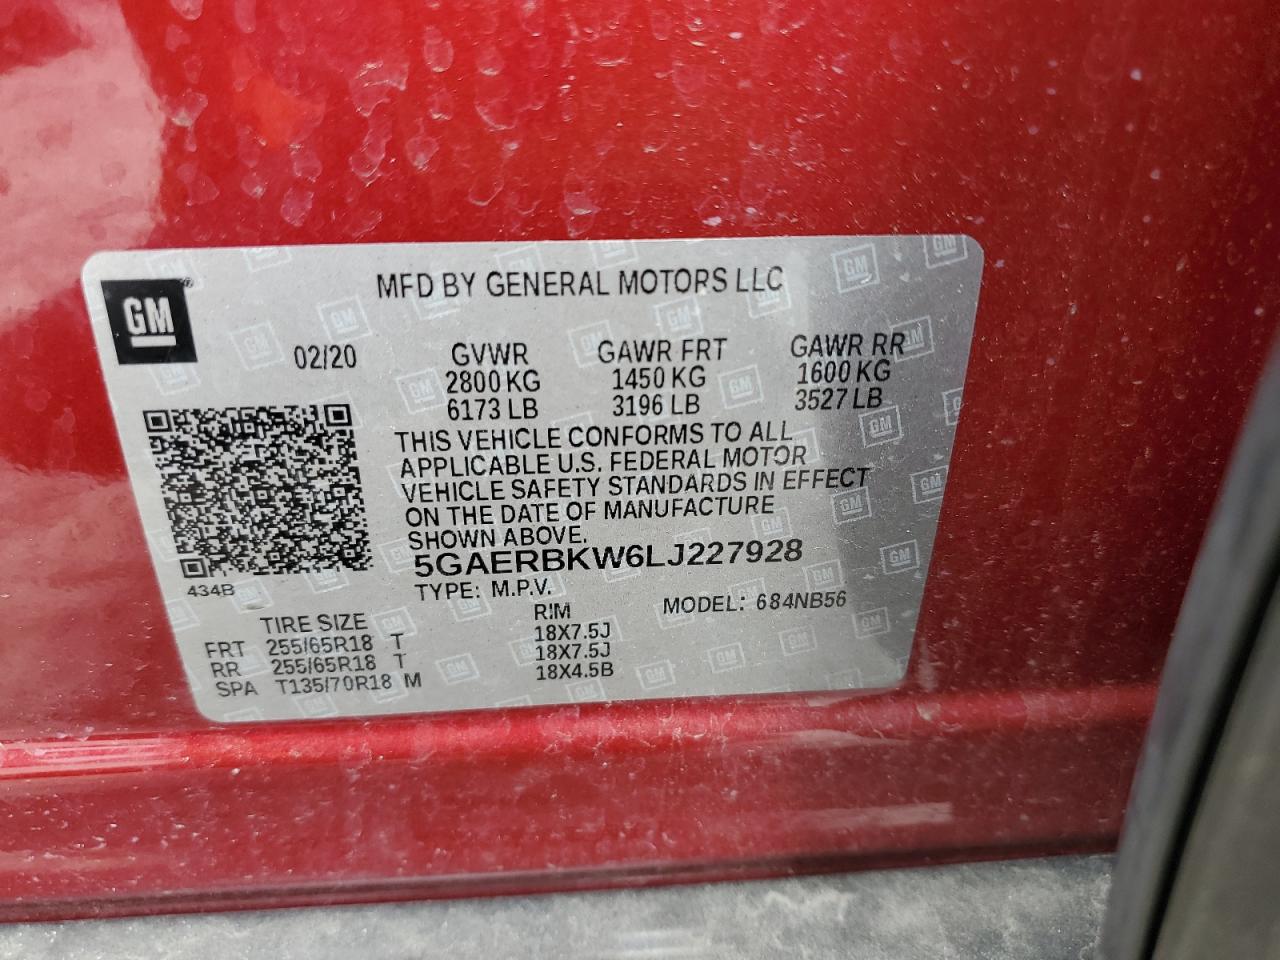 MFD BY GENERAL MOTORS LLC
GM
02/20
GVWR GAWR FRT GAWR RR
2800 KG 1450 KG 1600 KG
6173 LB 3196 LB 3527 LB
THIS VEHICLE CONFORMS TO ALL
APPLICABLE U.S. FEDERAL MOTOR
VEHICLE SAFETY STANDARDS IN EFFECT
ON THE DATE OF MANUFACTURE
SHOWN ABOVE.
5GAERBKW6LJ227928
434B
TYPE: M.P.V. MODEL: 684NB56
TIRE SIZE RIM
FRT 255/65R18 T 18X7.5J
RR 255/65R18 T 18X7.5J
SPA T135/70R18 M 18X4.5B